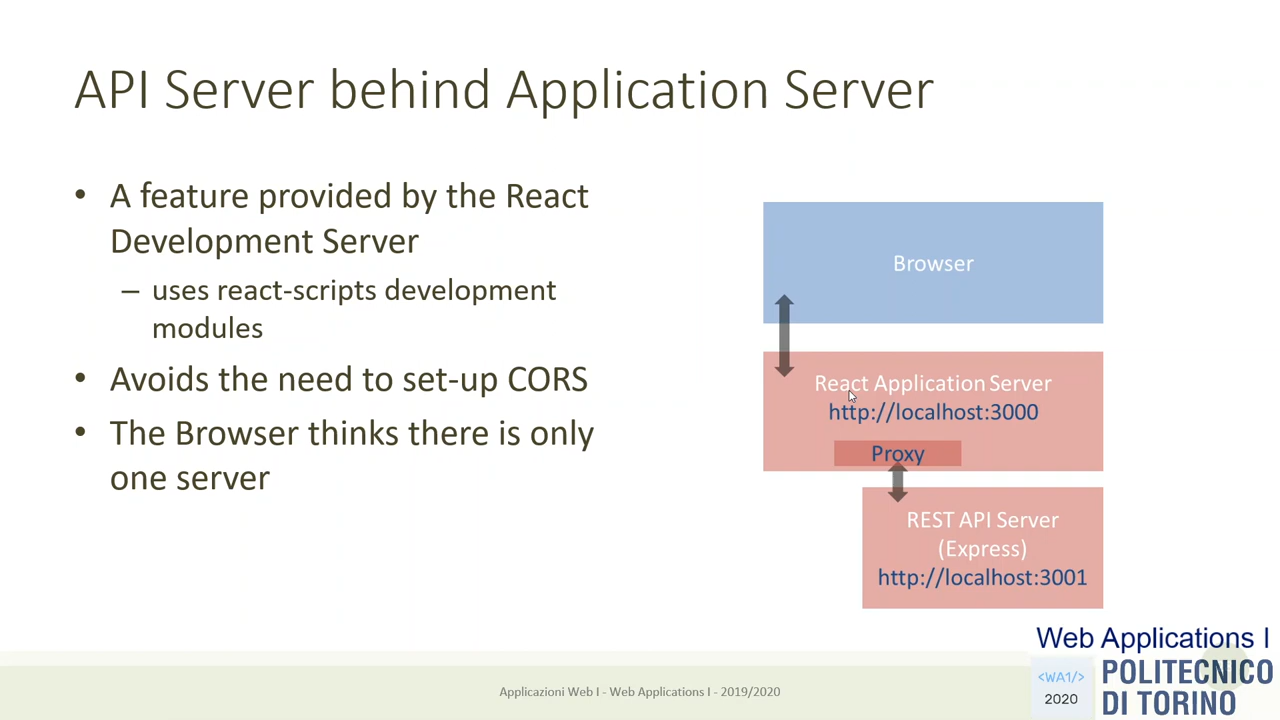 API Server behind Application Server
• A feature provided by the React
Development Server
– uses react-scripts development
modules
• Avoids the need to set-up CORS
• The Browser thinks there is only
one server
Browser
React Application Server
http://localhost:3000
Proxy
REST API Server
(Express)
http://localhost:3001
Applicazioni Web I - Web Applications I - 2019/2020
Web Applications I
<WA1/>
2020
POLITECNICO
DI TORINO